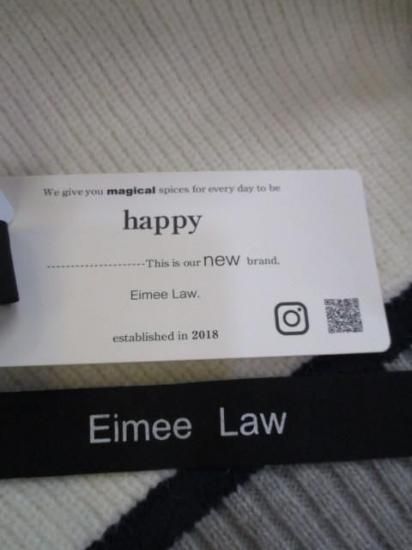 We give you magical spices for every day to be
happy
----------------------This is our new brand.
Eimee Law.
established in 2018
Eimee Law